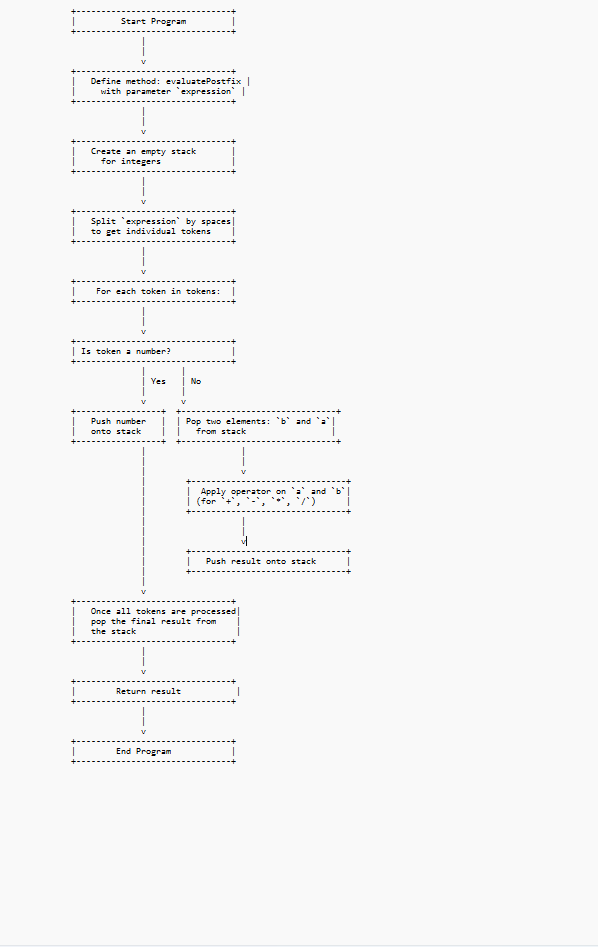 Start Program
Define method: evaluatePostfix
with parameter `expression`
Create an empty stack
for integers
Split `expression` by spaces
to get individual tokens
For each token in tokens:
Is token a number?
Yes No
Push number
onto stack
Pop two elements: `b` and `a`
from stack
Apply operator on `a` and `b`
(for `+`, `-`, `*`, `/`)
Push result onto stack
Once all tokens are processed
pop the final result from
the stack
Return result
End Program